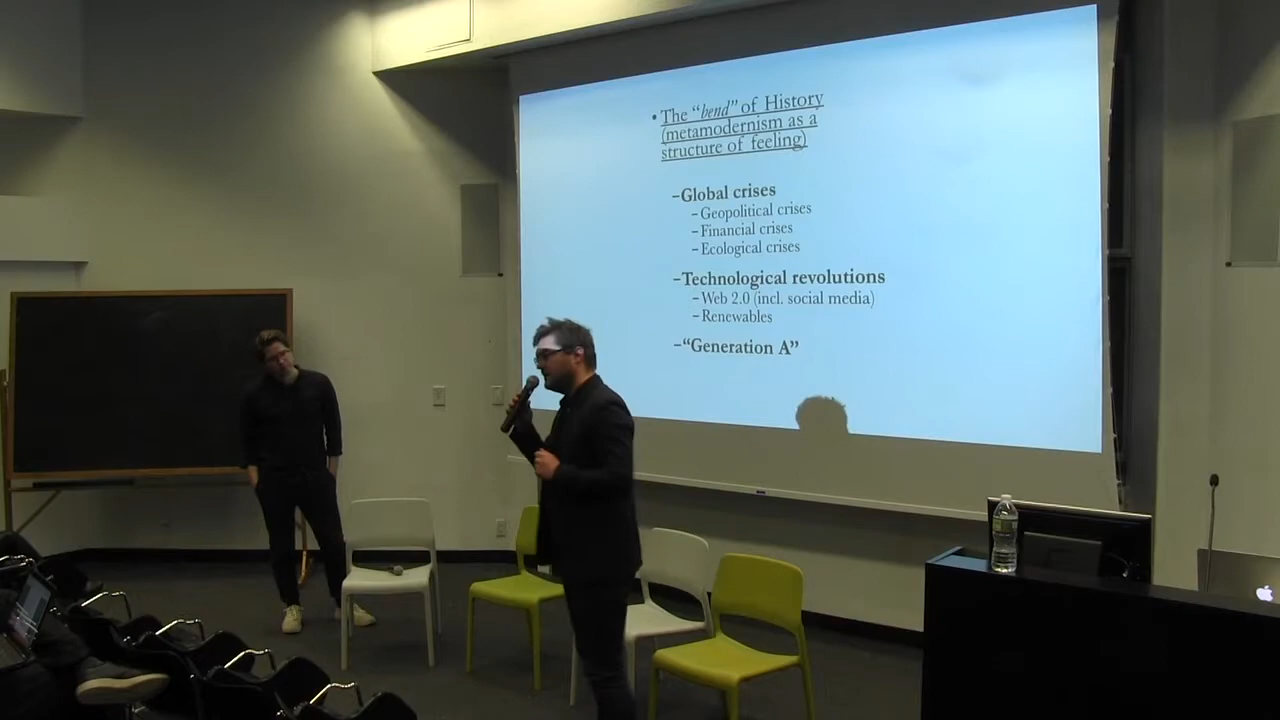 • The "bend" of History
(metamodernism as a
structure of feeling)
–Global crises
–Geopolitical crises
–Financial crises
–Ecological crises
–Technological revolutions
–Web 2.0 (incl. social media)
–Renewables
–"Generation A"